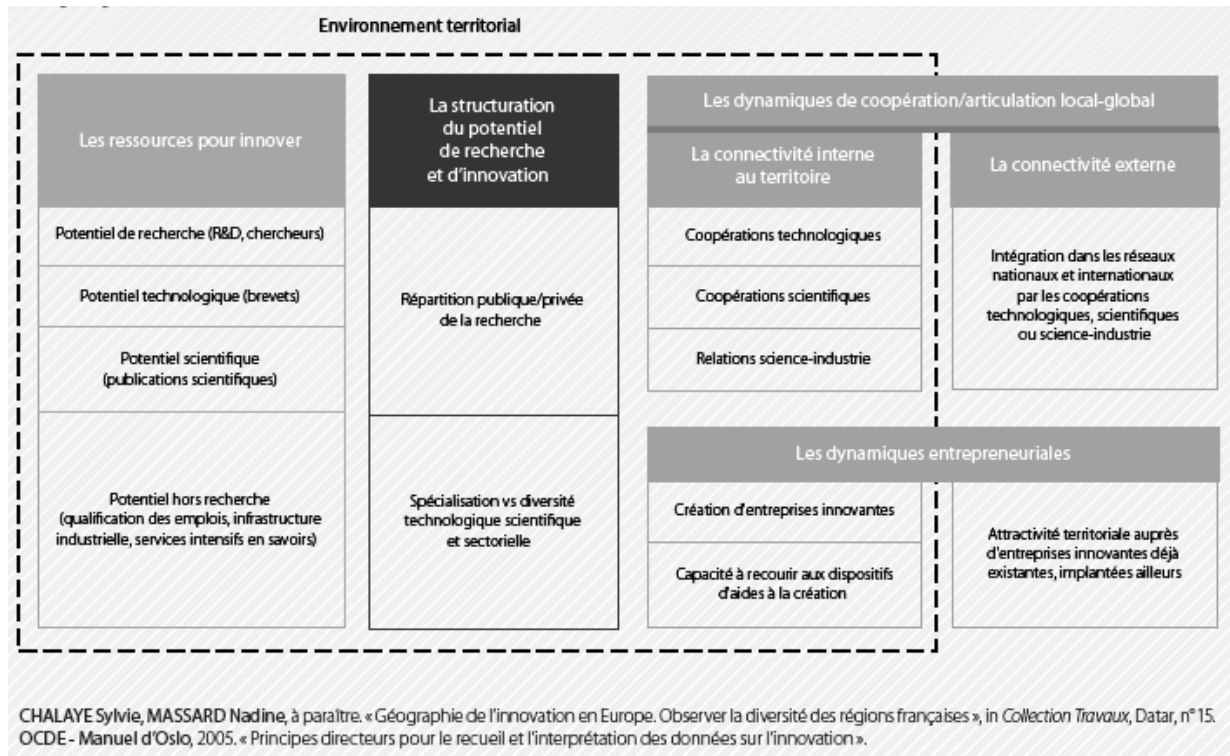 Environnement territorial
Les ressources pour innover
Potentiel de recherche (R&D, chercheurs)
Potentiel technologique (brevets)
Potentiel scientifique
(publications scientifiques)
Potentiel hors recherche
(qualification des emplois, infrastructure
industrielle, services intensifs en savoirs)
La structuration
du potentiel
de recherche
et d'innovation
Répartition publique/privée
de la recherche
Spécialisation vs diversité
technologique scientifique
et sectorielle
Les dynamiques de coopération/articulation local-global
La connectivité interne
au territoire
Coopérations technologiques
Coopérations scientifiques
Relations science-industrie
La connectivité externe
Intégration dans les réseaux
nationaux et internationaux
par les coopérations
technologiques, scientifiques
ou science-industrie
Les dynamiques entrepreneuriales
Création d'entreprises innovantes
Capacité à recourir aux dispositifs
d'aides à la création
Attractivité territoriale auprès
d'entreprises innovantes déjà
existantes, implantées ailleurs
CHALAYE Sylvie, MASSARD Nadine, à paraître. « Géographie de l'innovation en Europe. Observer la diversité des régions françaises », in Collection Travaux, Datar, n° 15.
OCDE - Manuel d'Oslo, 2005. « Principes directeurs pour le recueil et l'interprétation des données sur l'innovation ».